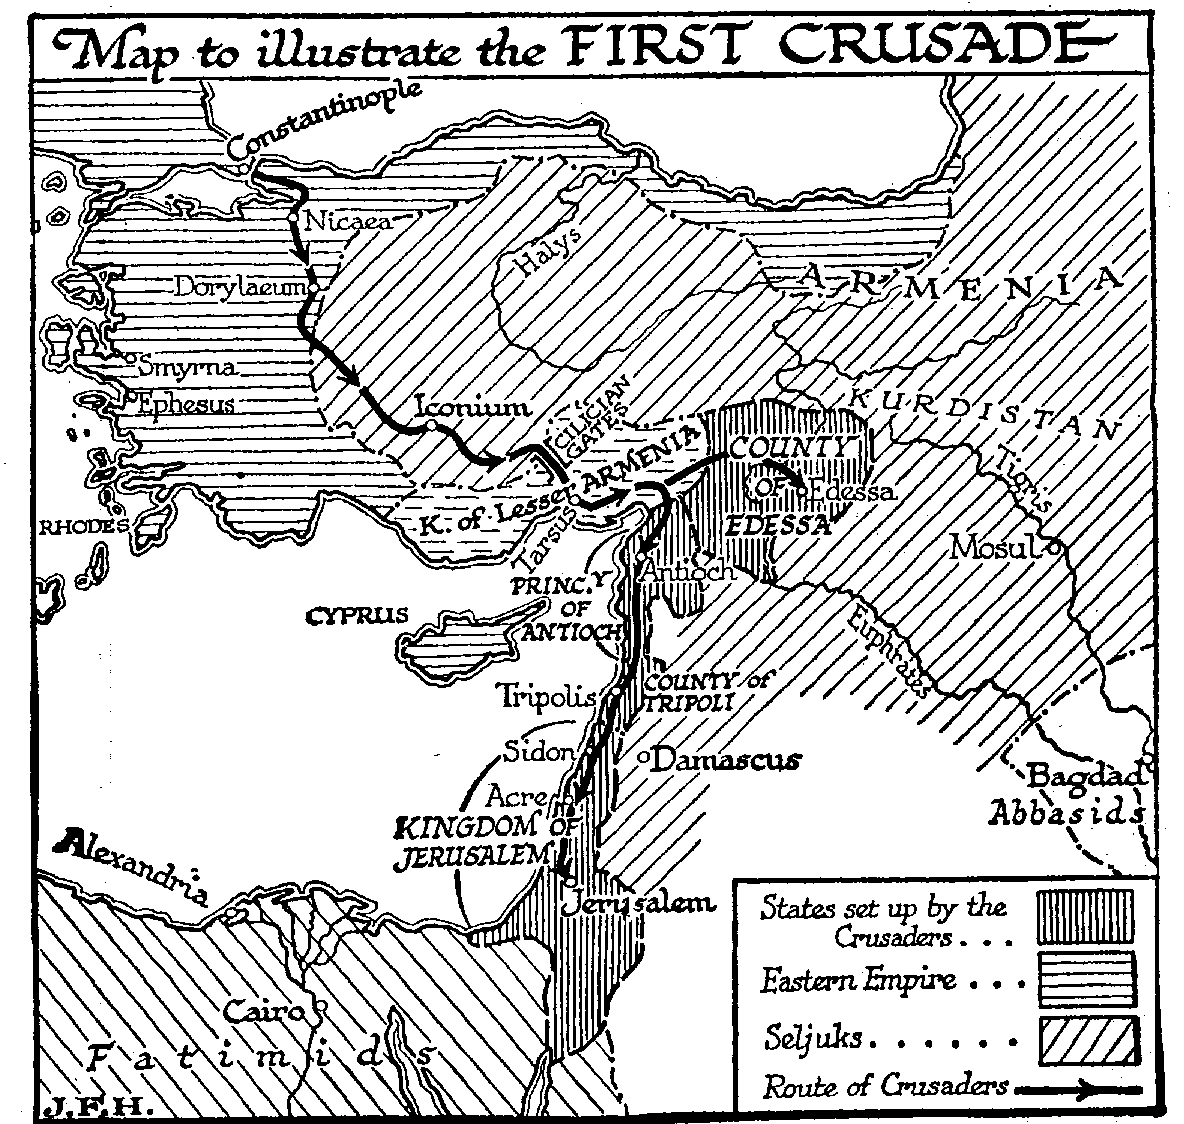 Map to illustrate the FIRST CRUSADE
Constantinople
Nicaea
Halys
Dorylaeum
ARMENIA
Smyrna
Ephesus
Iconium
CILICIAN
GATES
KURDISTAN
Tigris
K. of Lesser ARMENIA
COUNTY
OF
EDESSA
Edessa
RHODES
Tarsus
Mosul
Antioch
PRINC.Y
OF
ANTIOCH
CYPRUS
Euphrates
Tripolis
COUNTY of
TRIPOLI
Sidon
Damascus
Bagdad
Abbasids
Acre
KINGDOM OF
JERUSALEM
Alexandria
Jerusalem
Cairo
Fatimids
J.F.H.
States set up by the
Crusaders . . .
Eastern Empire . . .
Seljuks . . . . . .
Route of Crusaders